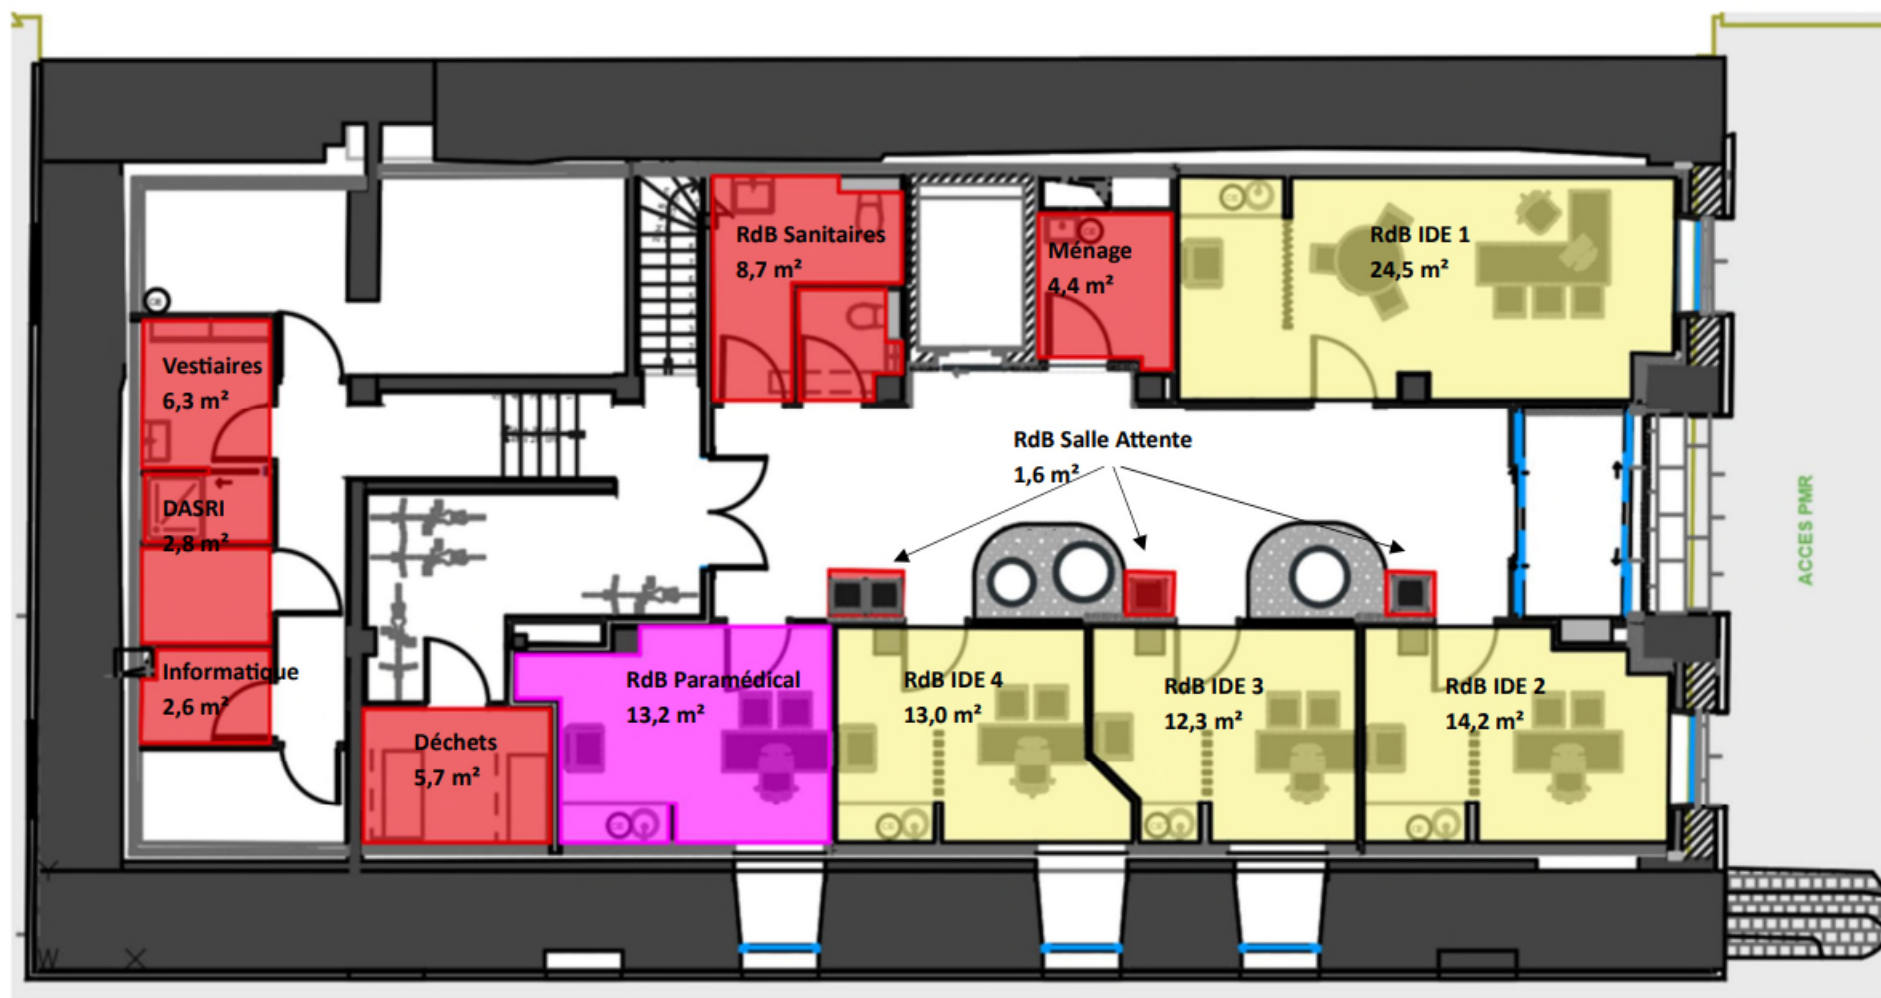 RdB Sanitaires
8,7 m²
Ménage
4,4 m²
RdB IDE 1
24,5 m²
Vestiaires
6,3 m²
RdB Salle Attente
1,6 m²
DASRI
2,8 m²
ACCES PMR
Informatique
2,6 m²
RdB Paramédical
13,2 m²
RdB IDE 4
13,0 m²
RdB IDE 3
12,3 m²
RdB IDE 2
14,2 m²
Déchets
5,7 m²
Y
W
X